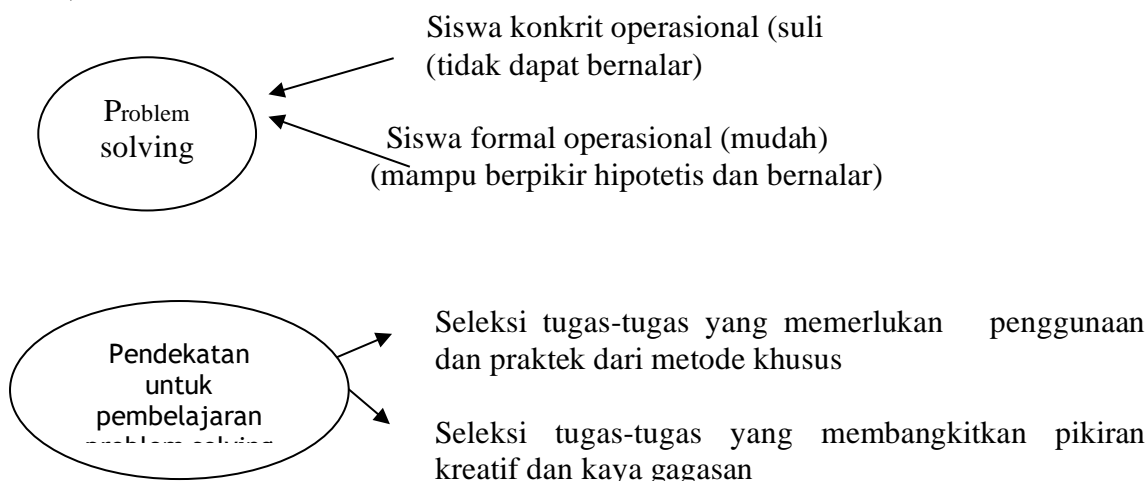 Siswa konkrit operasional (suli
(tidak dapat bernalar)
Problem
solving
Siswa formal operasional (mudah)
(mampu berpikir hipotetis dan bernalar)
Seleksi tugas-tugas yang memerlukan penggunaan
dan praktek dari metode khusus
Pendekatan
untuk
pembelajaran
problem solving
Seleksi tugas-tugas yang membangkitkan pikiran
kreatif dan kaya gagasan